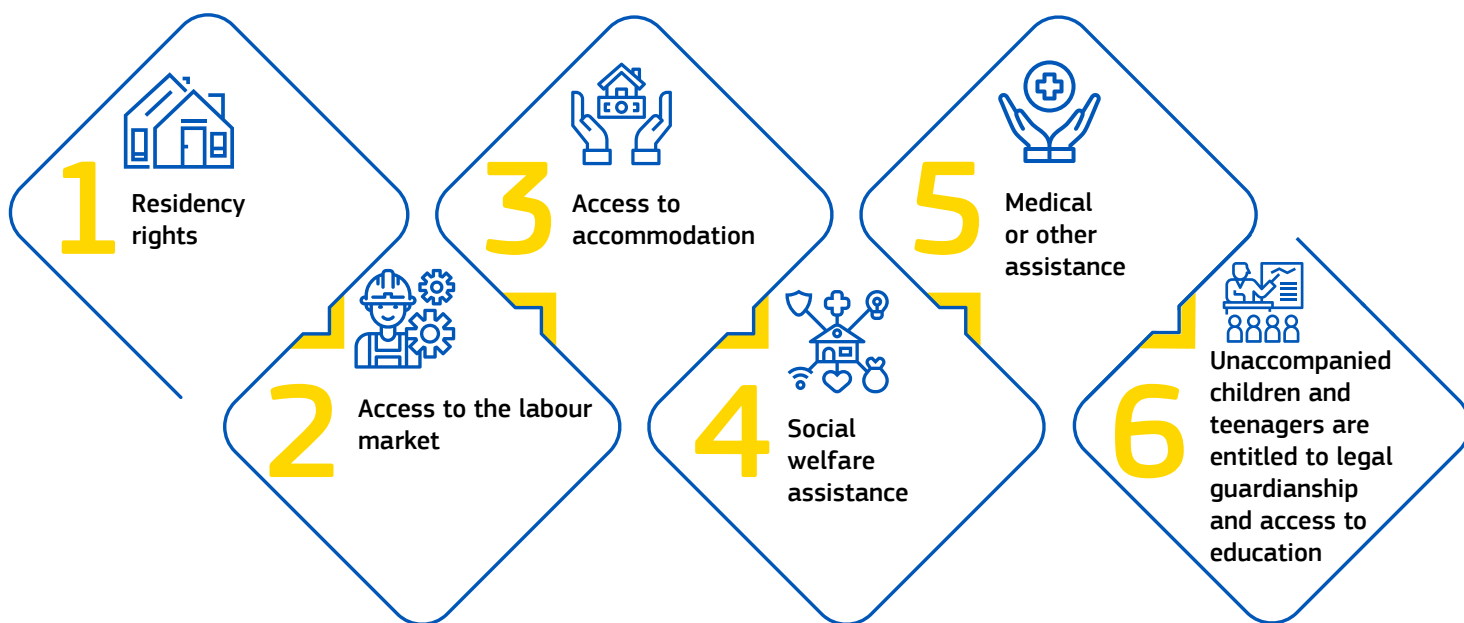 1
Residency
rights
2
Access to the labour
market
3
Access to
accommodation
4
Social
welfare
assistance
5
Medical
or other
assistance
6
Unaccompanied
children and
teenagers are
entitled to legal
guardianship
and access to
education